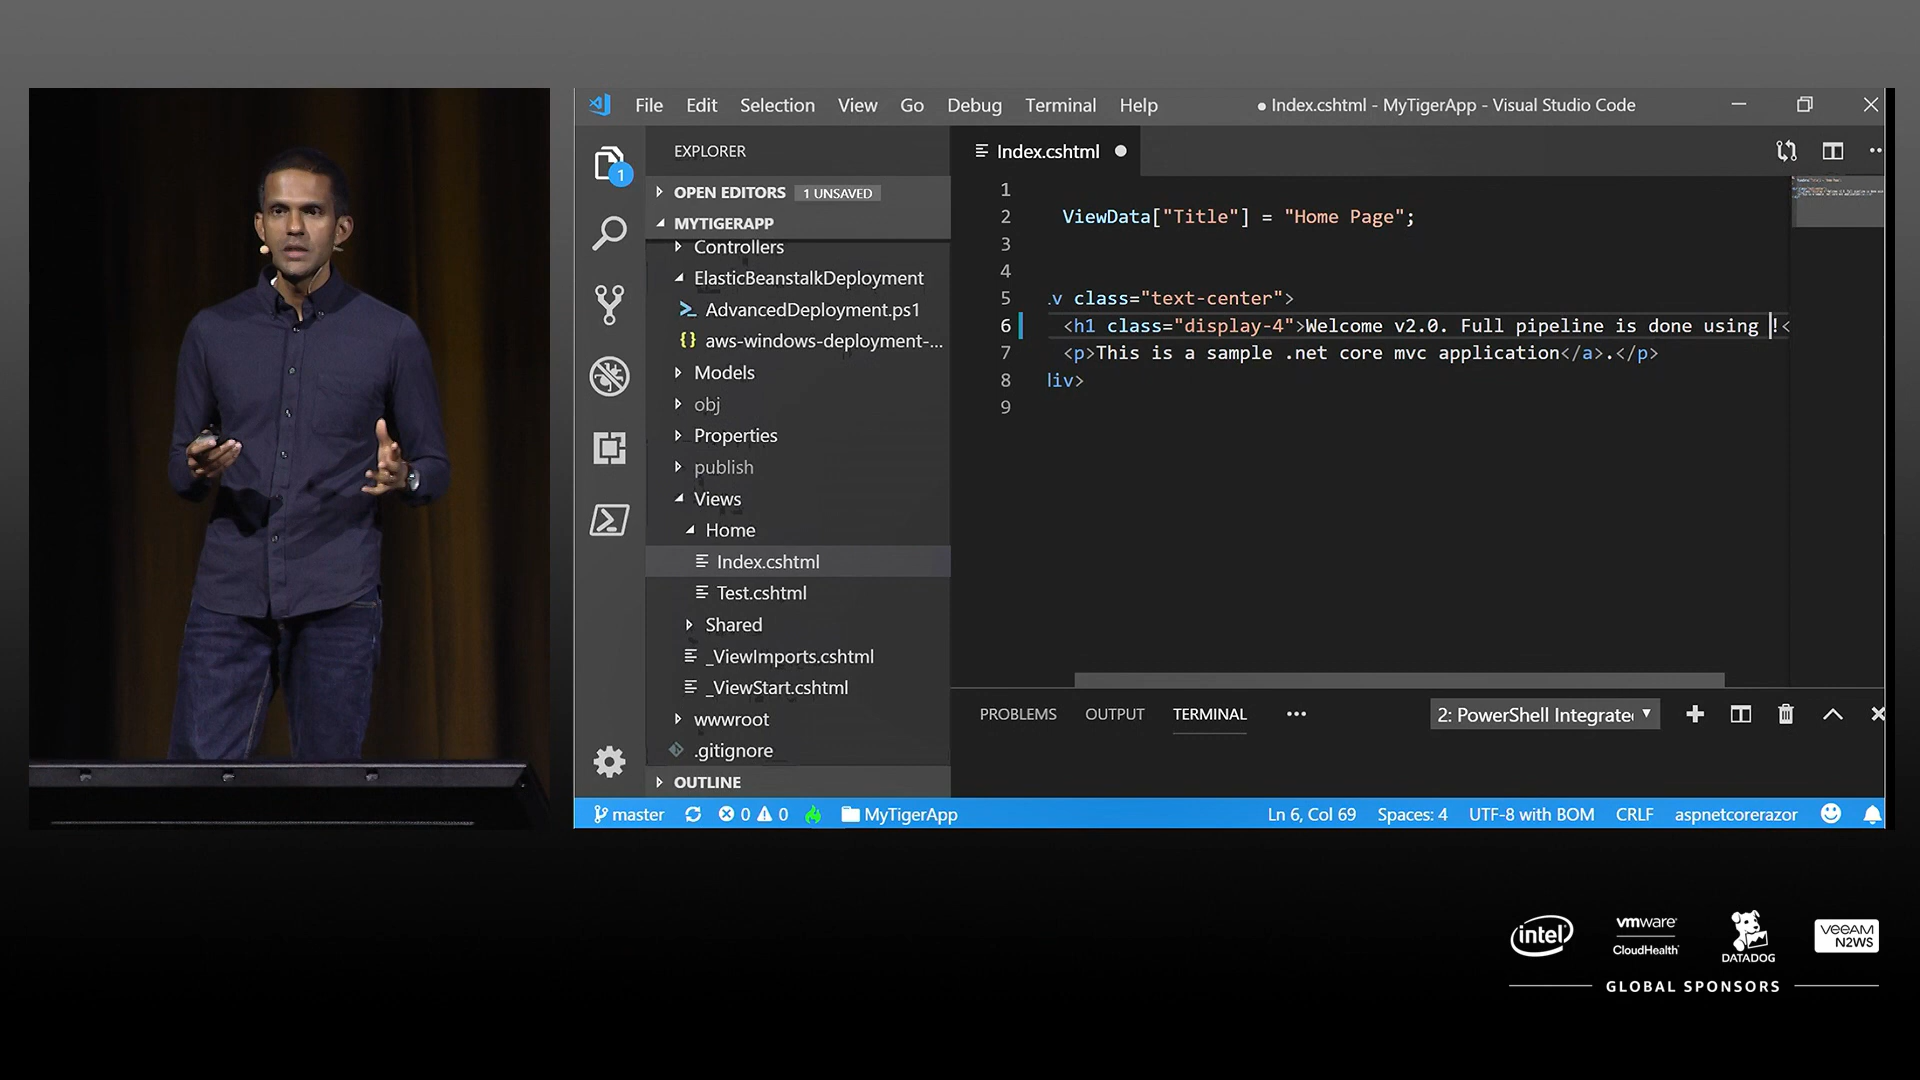 File Edit Selection View Go Debug Terminal Help
● Index.cshtml - MyTigerApp - Visual Studio Code
EXPLORER
1
OPEN EDITORS 1 UNSAVED
MYTIGERAPP
Controllers
ElasticBeanstalkDeployment
AdvancedDeployment.ps1
{} aws-windows-deployment-...
Models
obj
Properties
publish
Views
Home
Index.cshtml
Test.cshtml
Shared
_ViewImports.cshtml
_ViewStart.cshtml
wwwroot
.gitignore
OUTLINE
Index.cshtml ●
1
2 ViewData["Title"] = "Home Page";
3
4
5 .v class="text-center">
6 <h1 class="display-4">Welcome v2.0. Full pipeline is done using !<
7 <p>This is a sample .net core mvc application</a>.</p>
8 liv>
9
PROBLEMS OUTPUT TERMINAL ••• 2: PowerShell Integrate
master 0 0 MyTigerApp Ln 6, Col 69 Spaces: 4 UTF-8 with BOM CRLF aspnetcorerazor
intel vmware CloudHealth DATADOG VEEAM N2WS
GLOBAL SPONSORS